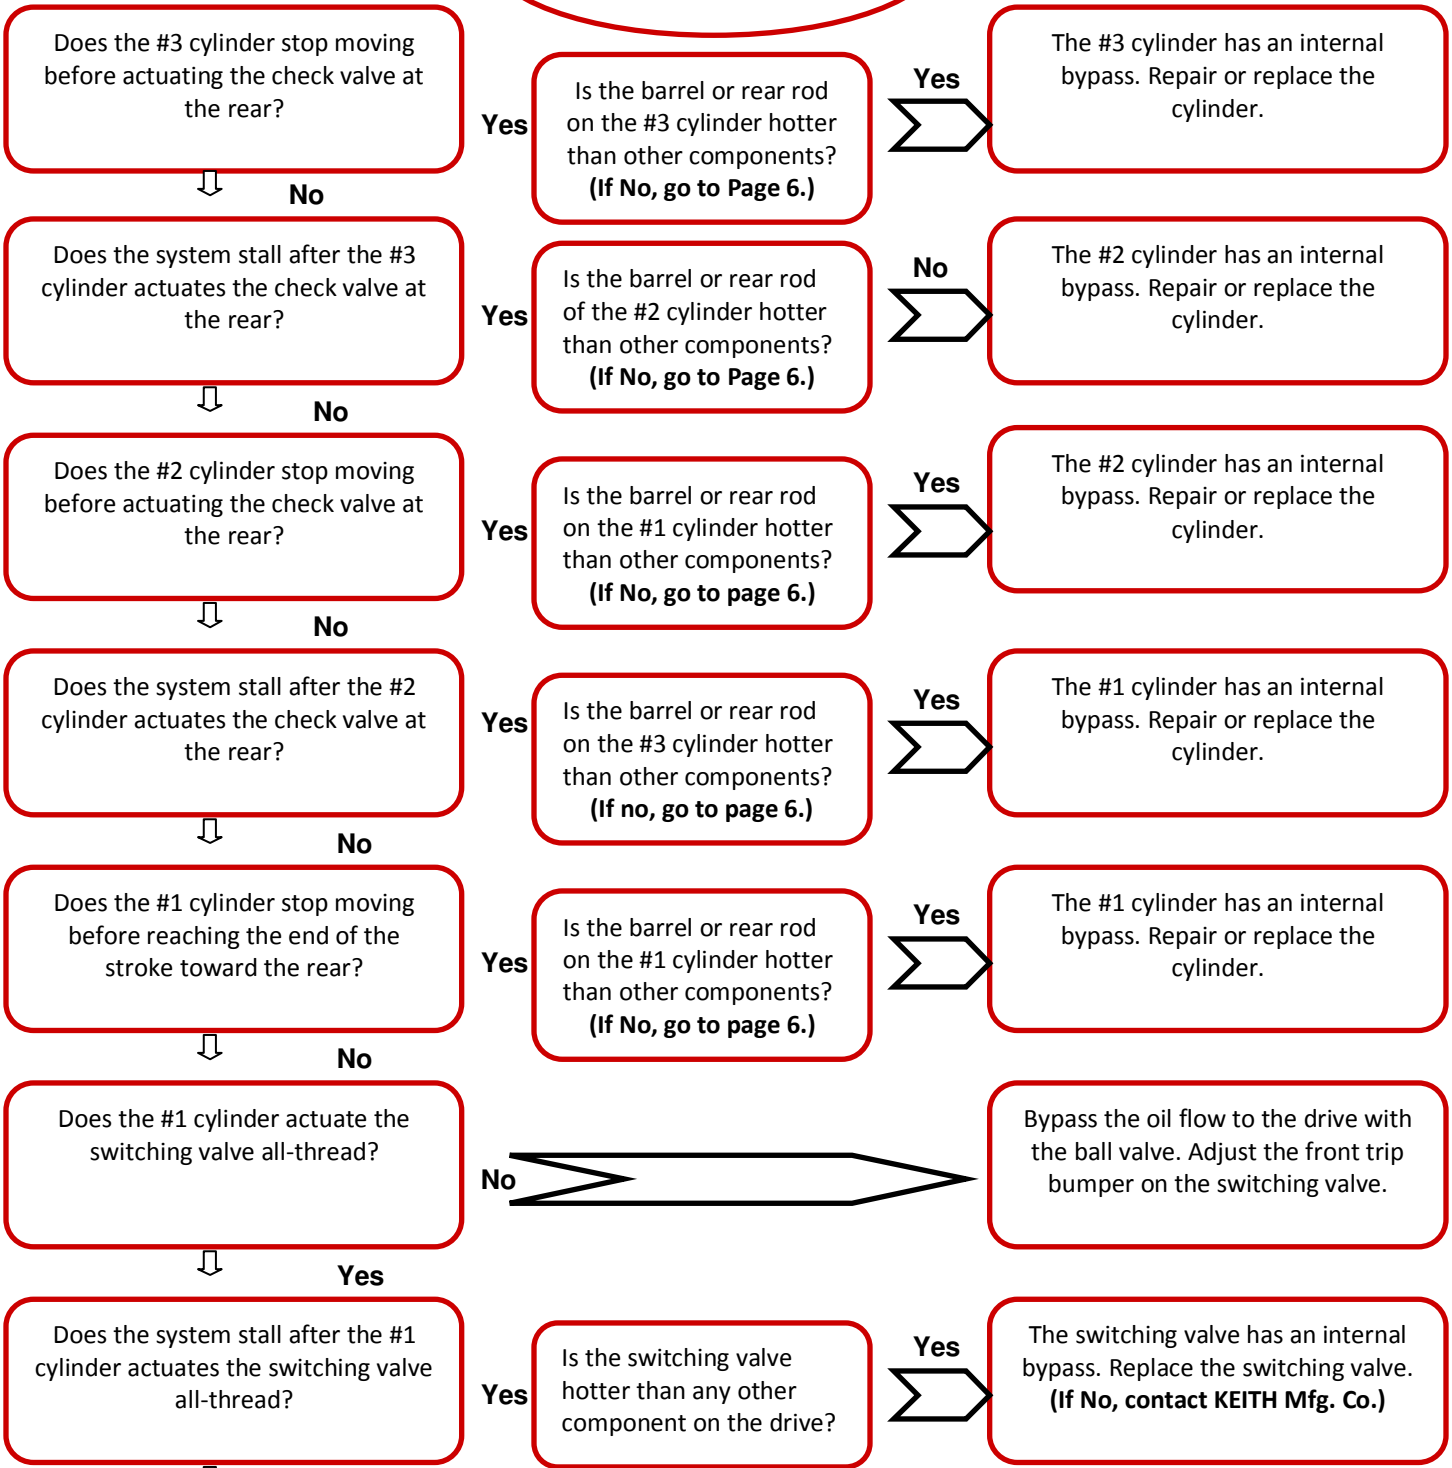 Does the #3 cylinder stop moving
before actuating the check valve at
the rear?
Yes
Is the barrel or rear rod
on the #3 cylinder hotter
than other components?
(If No, go to Page 6.)
Yes
The #3 cylinder has an internal
bypass. Repair or replace the
cylinder.
No
Does the system stall after the #3
cylinder actuates the check valve at
the rear?
Yes
Is the barrel or rear rod
of the #2 cylinder hotter
than other components?
(If No, go to Page 6.)
No
The #2 cylinder has an internal
bypass. Repair or replace the
cylinder.
No
Does the #2 cylinder stop moving
before actuating the check valve at
the rear?
Yes
Is the barrel or rear rod
on the #1 cylinder hotter
than other components?
(If No, go to page 6.)
Yes
The #2 cylinder has an internal
bypass. Repair or replace the
cylinder.
No
Does the system stall after the #2
cylinder actuates the check valve at
the rear?
Yes
Is the barrel or rear rod
on the #3 cylinder hotter
than other components?
(If no, go to page 6.)
Yes
The #1 cylinder has an internal
bypass. Repair or replace the
cylinder.
No
Does the #1 cylinder stop moving
before reaching the end of the
stroke toward the rear?
Yes
Is the barrel or rear rod
on the #1 cylinder hotter
than other components?
(If No, go to page 6.)
Yes
The #1 cylinder has an internal
bypass. Repair or replace the
cylinder.
No
Does the #1 cylinder actuate the
switching valve all-thread?
No
Bypass the oil flow to the drive with
the ball valve. Adjust the front trip
bumper on the switching valve.
Yes
Does the system stall after the #1
cylinder actuates the switching valve
all-thread?
Yes
Is the switching valve
hotter than any other
component on the drive?
Yes
The switching valve has an internal
bypass. Replace the switching valve.
(If No, contact KEITH Mfg. Co.)